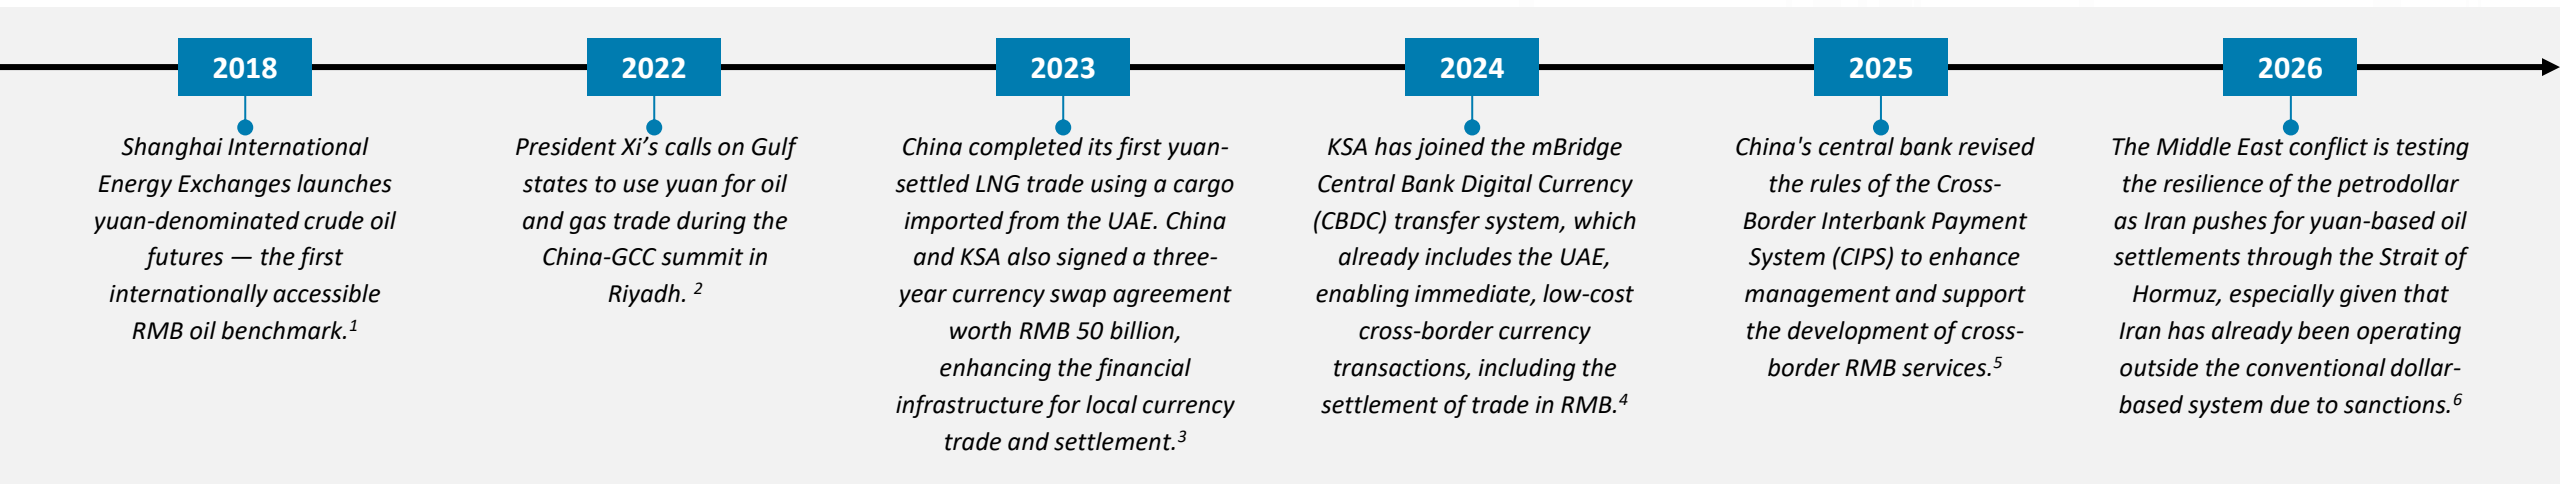 2018
Shanghai International
Energy Exchanges launches
yuan-denominated crude oil
futures — the first
internationally accessible
RMB oil benchmark.1
2022
President Xi’s calls on Gulf
states to use yuan for oil
and gas trade during the
China-GCC summit in
Riyadh. 2
2023
China completed its first yuan-
settled LNG trade using a cargo
imported from the UAE. China
and KSA also signed a three-
year currency swap agreement
worth RMB 50 billion,
enhancing the financial
infrastructure for local currency
trade and settlement.3
2024
KSA has joined the mBridge
Central Bank Digital Currency
(CBDC) transfer system, which
already includes the UAE,
enabling immediate, low-cost
cross-border currency
transactions, including the
settlement of trade in RMB.4
2025
China's central bank revised
the rules of the Cross-
Border Interbank Payment
System (CIPS) to enhance
management and support
the development of cross-
border RMB services.5
2026
The Middle East conflict is testing
the resilience of the petrodollar
as Iran pushes for yuan-based oil
settlements through the Strait of
Hormuz, especially given that
Iran has already been operating
outside the conventional dollar-
based system due to sanctions.6